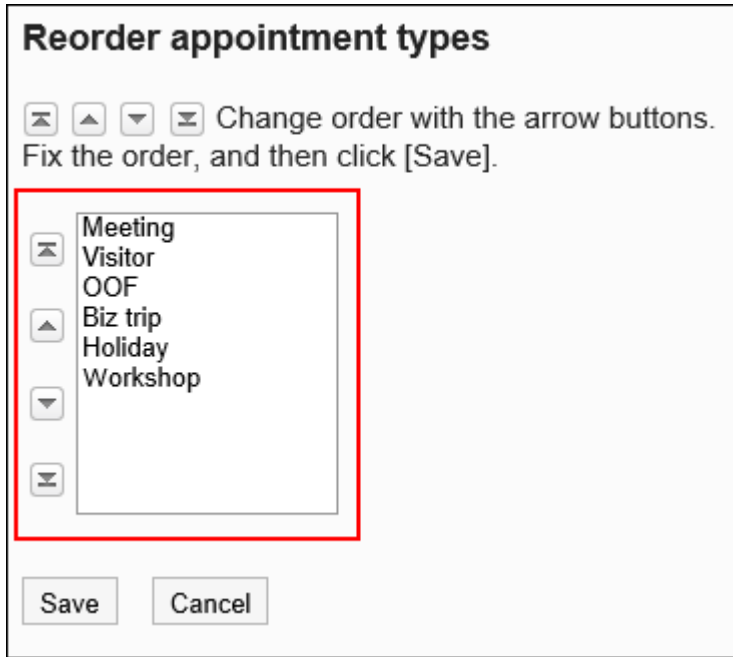 Reorder appointment types
Change order with the arrow buttons.
Fix the order, and then click [Save].
Meeting
Visitor
OOF
Biz trip
Holiday
Workshop
Save Cancel